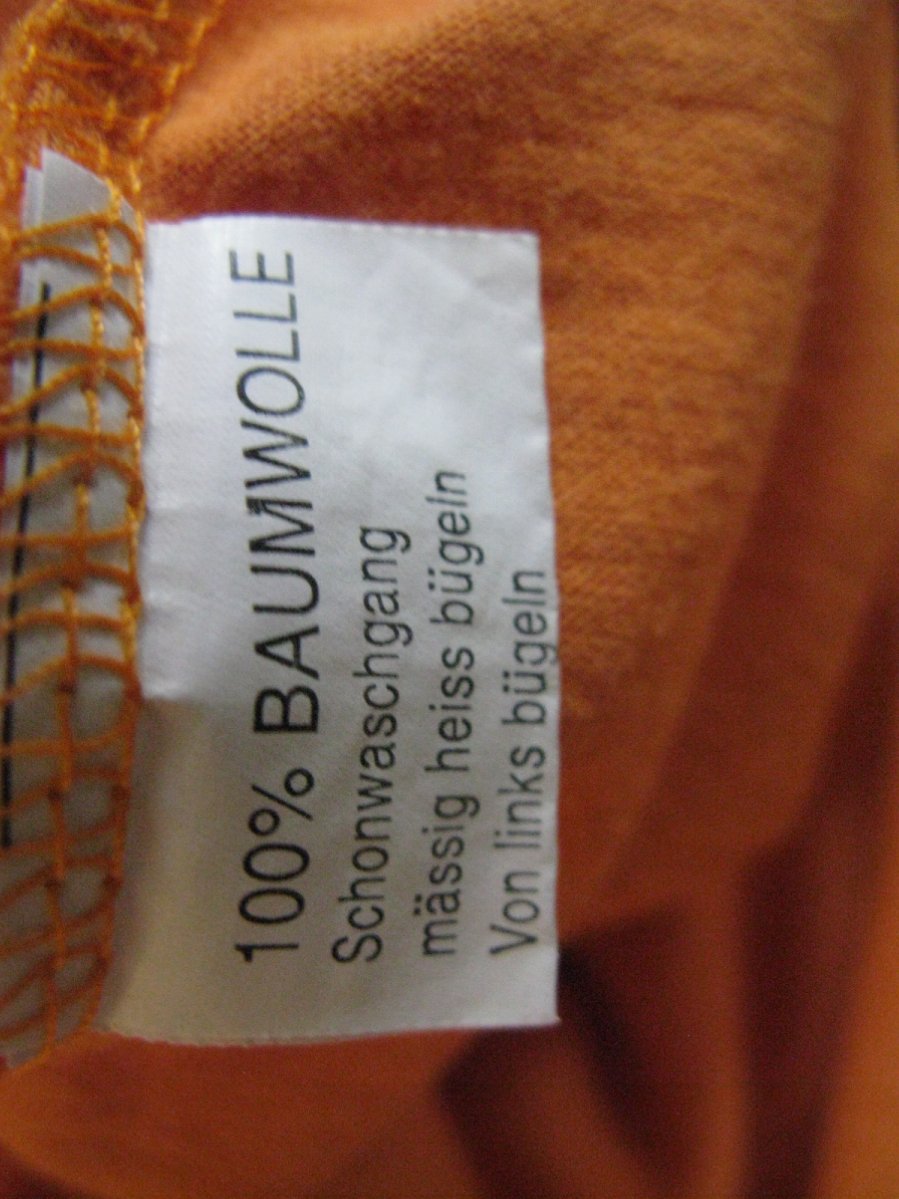 100% BAUMWOLLE
Schonwaschgang
mässig heiss bügeln
Von links bügeln